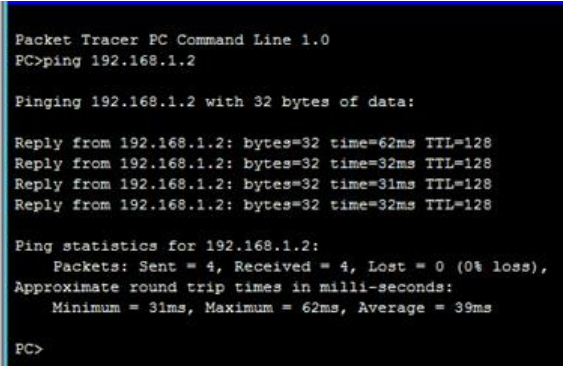 Packet Tracer PC Command Line 1.0
PC>ping 192.168.1.2
Pinging 192.168.1.2 with 32 bytes of data:
Reply from 192.168.1.2: bytes=32 time=62ms TTL=128
Reply from 192.168.1.2: bytes=32 time=32ms TTL=128
Reply from 192.168.1.2: bytes=32 time=31ms TTL=128
Reply from 192.168.1.2: bytes=32 time=32ms TTL=128
Ping statistics for 192.168.1.2:
Packets: Sent = 4, Received = 4, Lost = 0 (0% loss),
Approximate round trip times in milli-seconds:
Minimum = 31ms, Maximum = 62ms, Average = 39ms
PC>